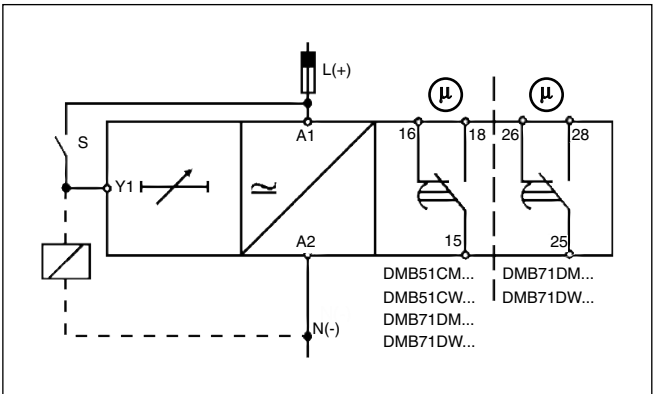 L(+)
μ μ
A1 16 18 26 28
S
Y1
A2 15 25
DMB51CM... DMB71DM...
DMB51CW... DMB71DW...
N(-) DMB71DM...
DMB71DW...